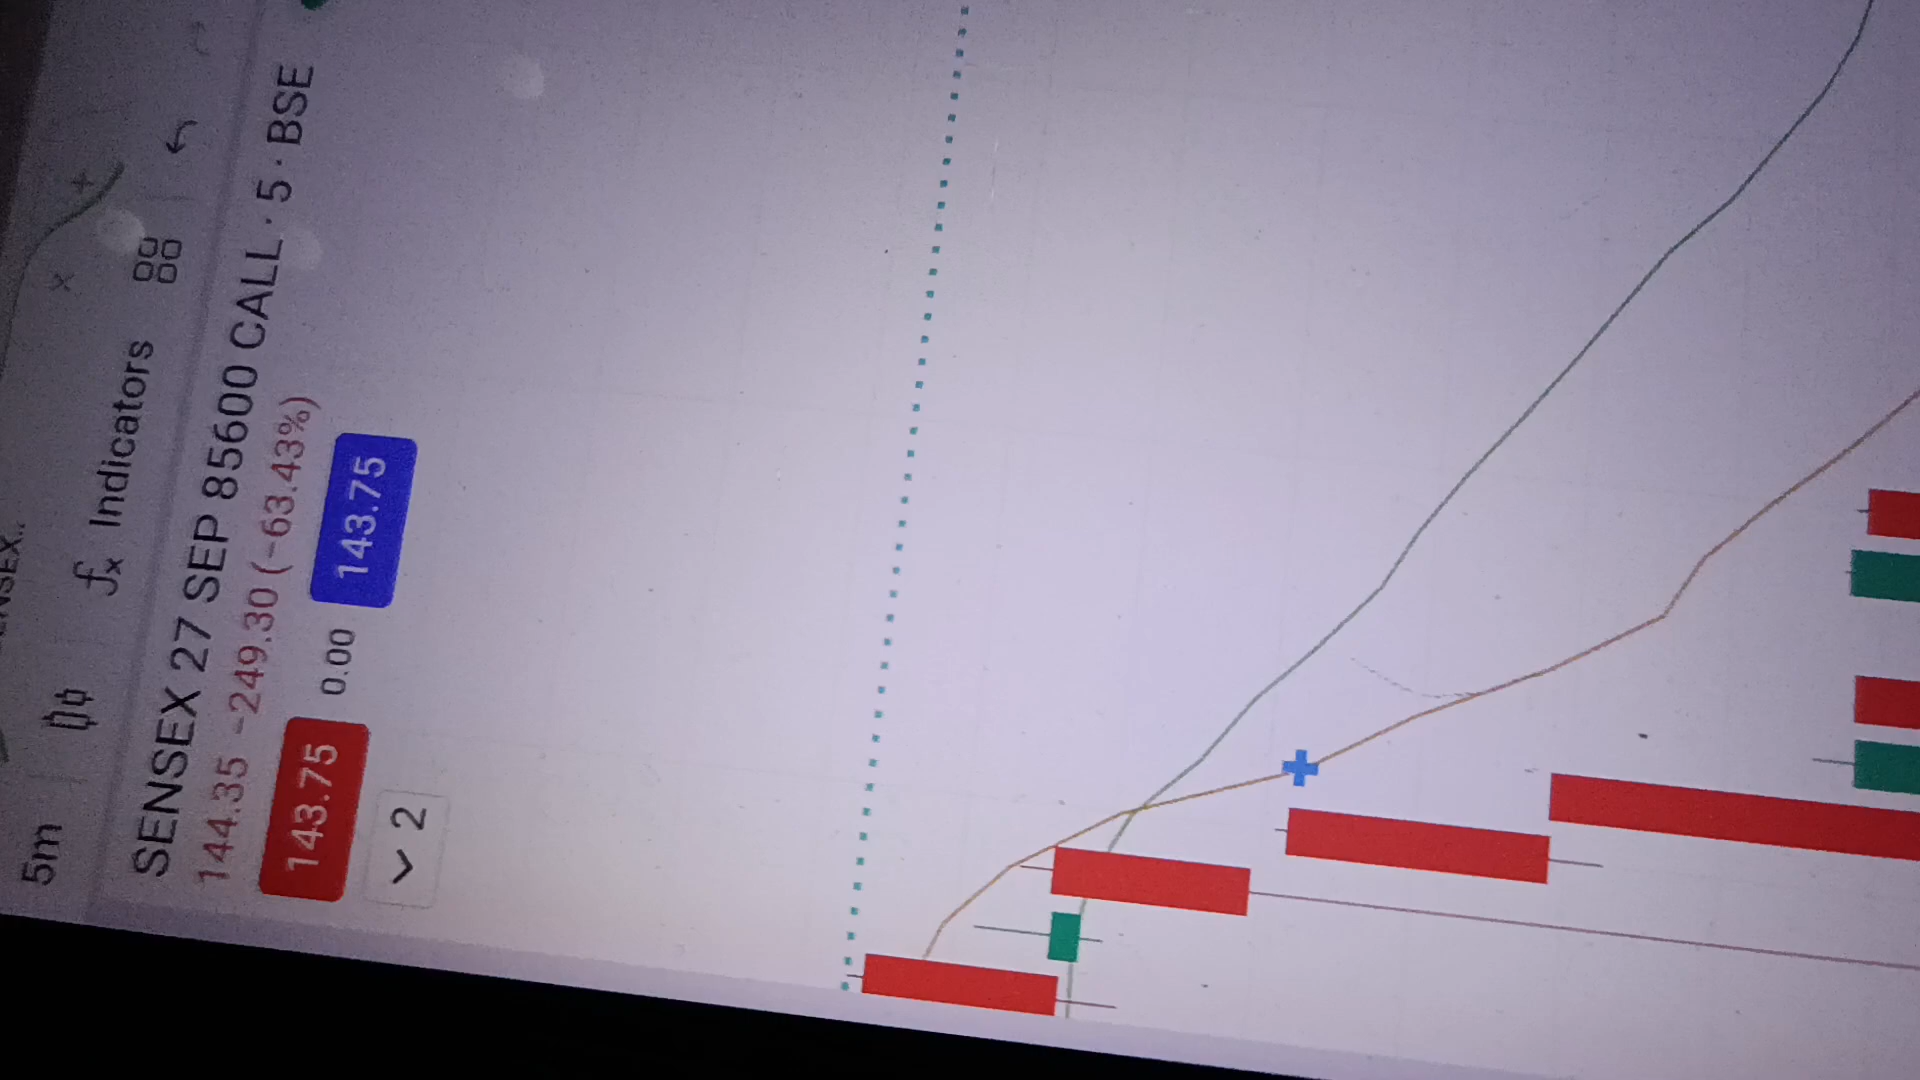 5m fx Indicators
SENSEX 27 SEP 85600 CALL · 5 · BSE
144.35 -249.30 (-63.43%)
143.75 0.00 143.75
2